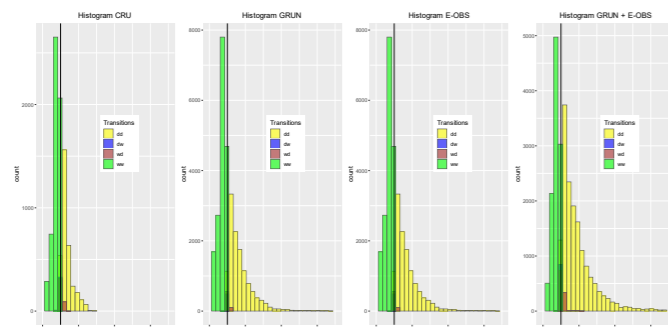 Histogram CRU
Histogram GRUN
Histogram E-OBS
Histogram GRUN + E-OBS
count
0
1000
2000
Transitions
dd
dw
wd
ww
count
0
2000
4000
6000
8000
Transitions
dd
dw
wd
ww
count
0
2000
4000
6000
8000
Transitions
dd
dw
wd
ww
count
0
1000
2000
3000
4000
5000
Transitions
dd
dw
wd
ww